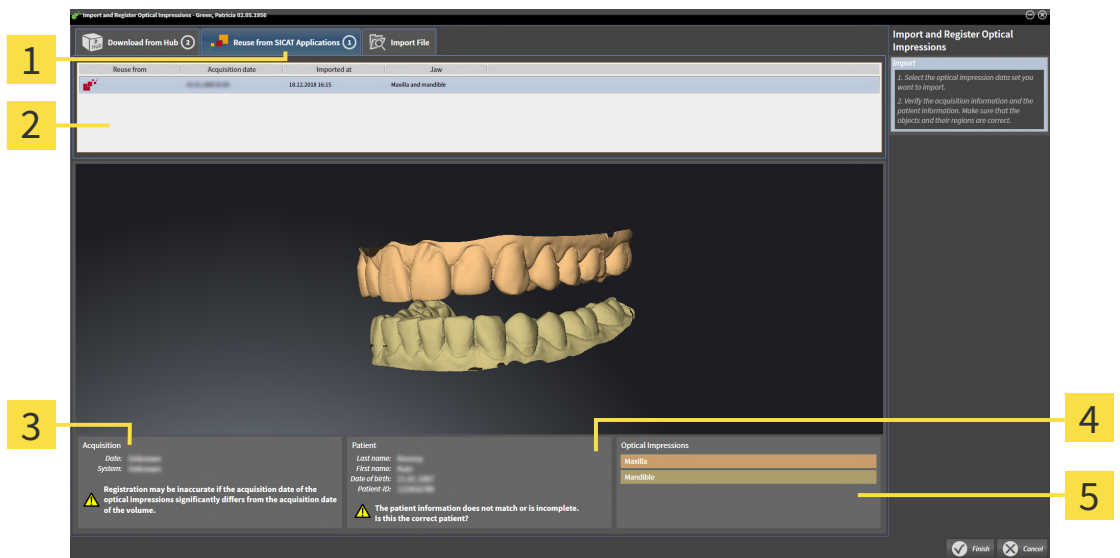 Import and Register Optical Impressions - Green, Patricia 02.05.1956
Download from Hub 2
Reuse from SICAT Applications 1
Import File
Import and Register Optical
Impressions
Import
1. Select the optical impression data set you
want to import.
2. Verify the acquisition information and the
patient information. Make sure that the
objects and their regions are correct.
1
Reuse from Acquisition date Imported at Jaw
18.12.2018 16:15 Maxilla and mandible
2
3
Acquisition
Date:
System:
Registration may be inaccurate if the acquisition date of the
optical impressions significantly differs from the acquisition date
of the volume.
Patient
Last name:
First name:
Date of birth:
Patient-ID:
The patient information does not match or is incomplete.
Is this the correct patient?
4
Optical Impressions
Maxilla
Mandible
5
Finish
Cancel